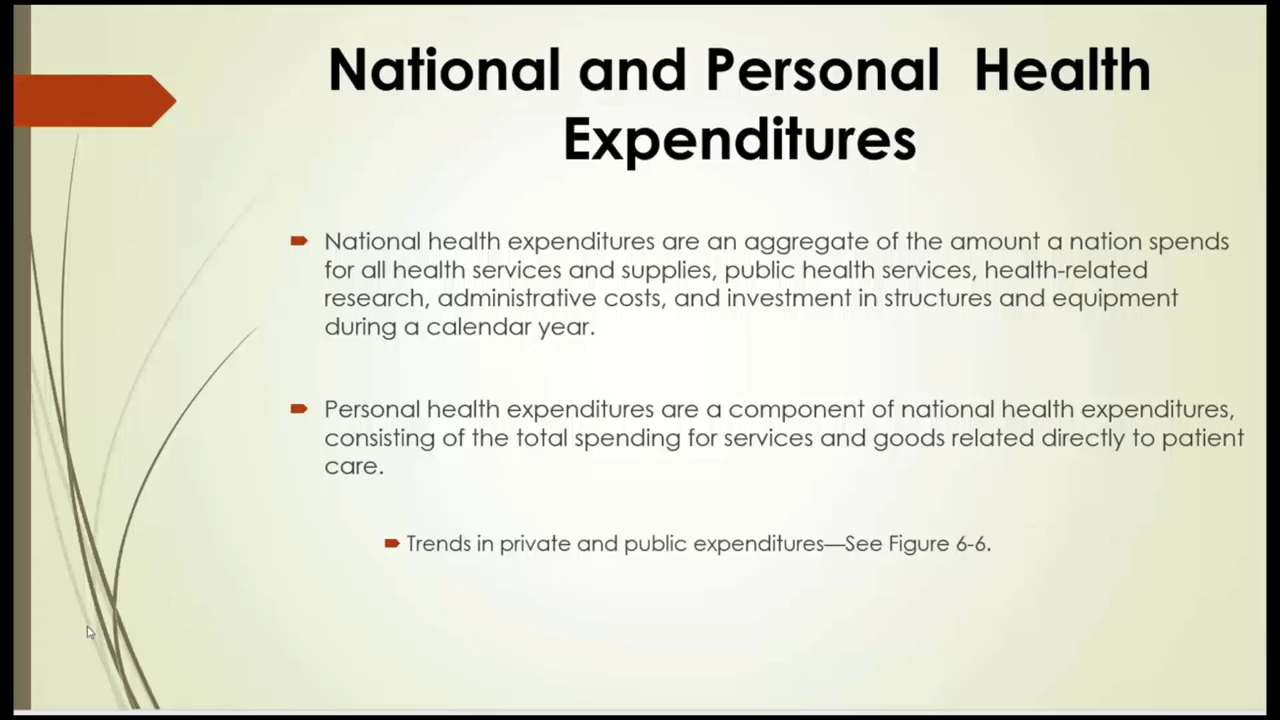 National and Personal  Health
Expenditures
National health expenditures are an aggregate of the amount a nation spends
for all health services and supplies, public health services, health-related
research, administrative costs, and investment in structures and equipment
during a calendar year.
Personal health expenditures are a component of national health expenditures,
consisting of the total spending for services and goods related directly to patient
care.
Trends in private and public expenditures—See Figure 6-6.